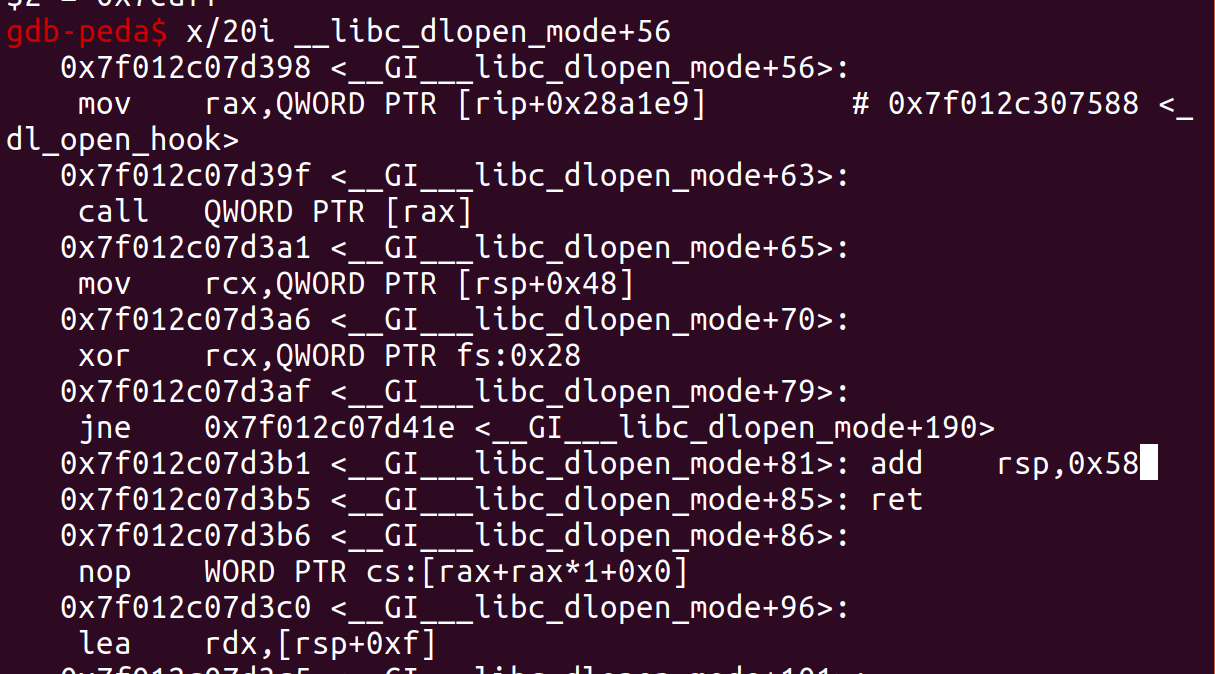 gdb-peda$ x/20i __libc_dlopen_mode+56
0x7f012c07d398 <__GI___libc_dlopen_mode+56>:
mov    rax,QWORD PTR [rip+0x28a1e9]        # 0x7f012c307588 <_
dl_open_hook>
0x7f012c07d39f <__GI___libc_dlopen_mode+63>:
call   QWORD PTR [rax]
0x7f012c07d3a1 <__GI___libc_dlopen_mode+65>:
mov    rcx,QWORD PTR [rsp+0x48]
0x7f012c07d3a6 <__GI___libc_dlopen_mode+70>:
xor    rcx,QWORD PTR fs:0x28
0x7f012c07d3af <__GI___libc_dlopen_mode+79>:
jne    0x7f012c07d41e <__GI___libc_dlopen_mode+190>
0x7f012c07d3b1 <__GI___libc_dlopen_mode+81>: add    rsp,0x58
0x7f012c07d3b5 <__GI___libc_dlopen_mode+85>: ret
0x7f012c07d3b6 <__GI___libc_dlopen_mode+86>:
nop    WORD PTR cs:[rax+rax*1+0x0]
0x7f012c07d3c0 <__GI___libc_dlopen_mode+96>:
lea    rdx,[rsp+0xf]